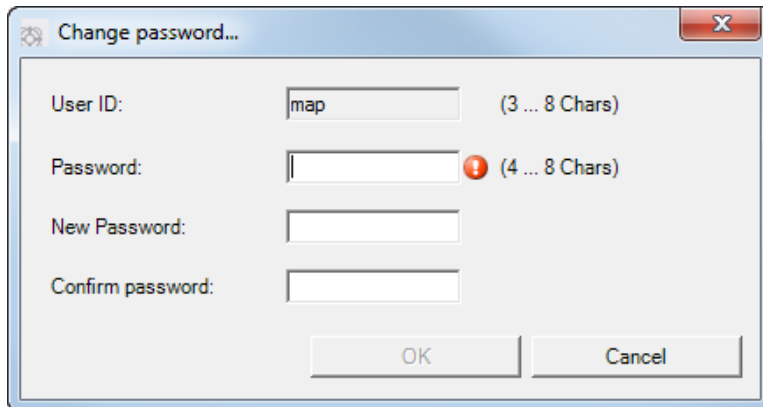 Change password...
User ID: map (3 ... 8 Chars)
Password: (4 ... 8 Chars)
New Password:
Confirm password:
OK Cancel